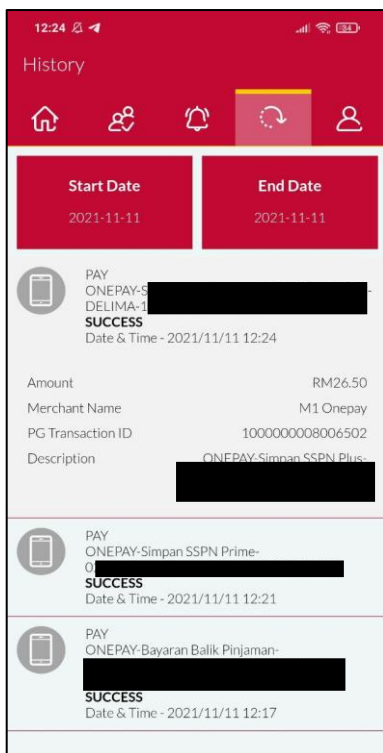 12:24
34
History
Start Date
2021-11-11
End Date
2021-11-11
PAY
ONEPAY-S -
DELIMA-1
SUCCESS
Date & Time - 2021/11/11 12:24
Amount RM26.50
Merchant Name M1 Onepay
PG Transaction ID 1000000008006502
Description ONEPAY-Simpan SSPN Plus-
PAY
ONEPAY-Simpan SSPN Prime-
SUCCESS
Date & Time - 2021/11/11 12:21
PAY
ONEPAY-Bayaran Balik Pinjaman-
SUCCESS
Date & Time - 2021/11/11 12:17